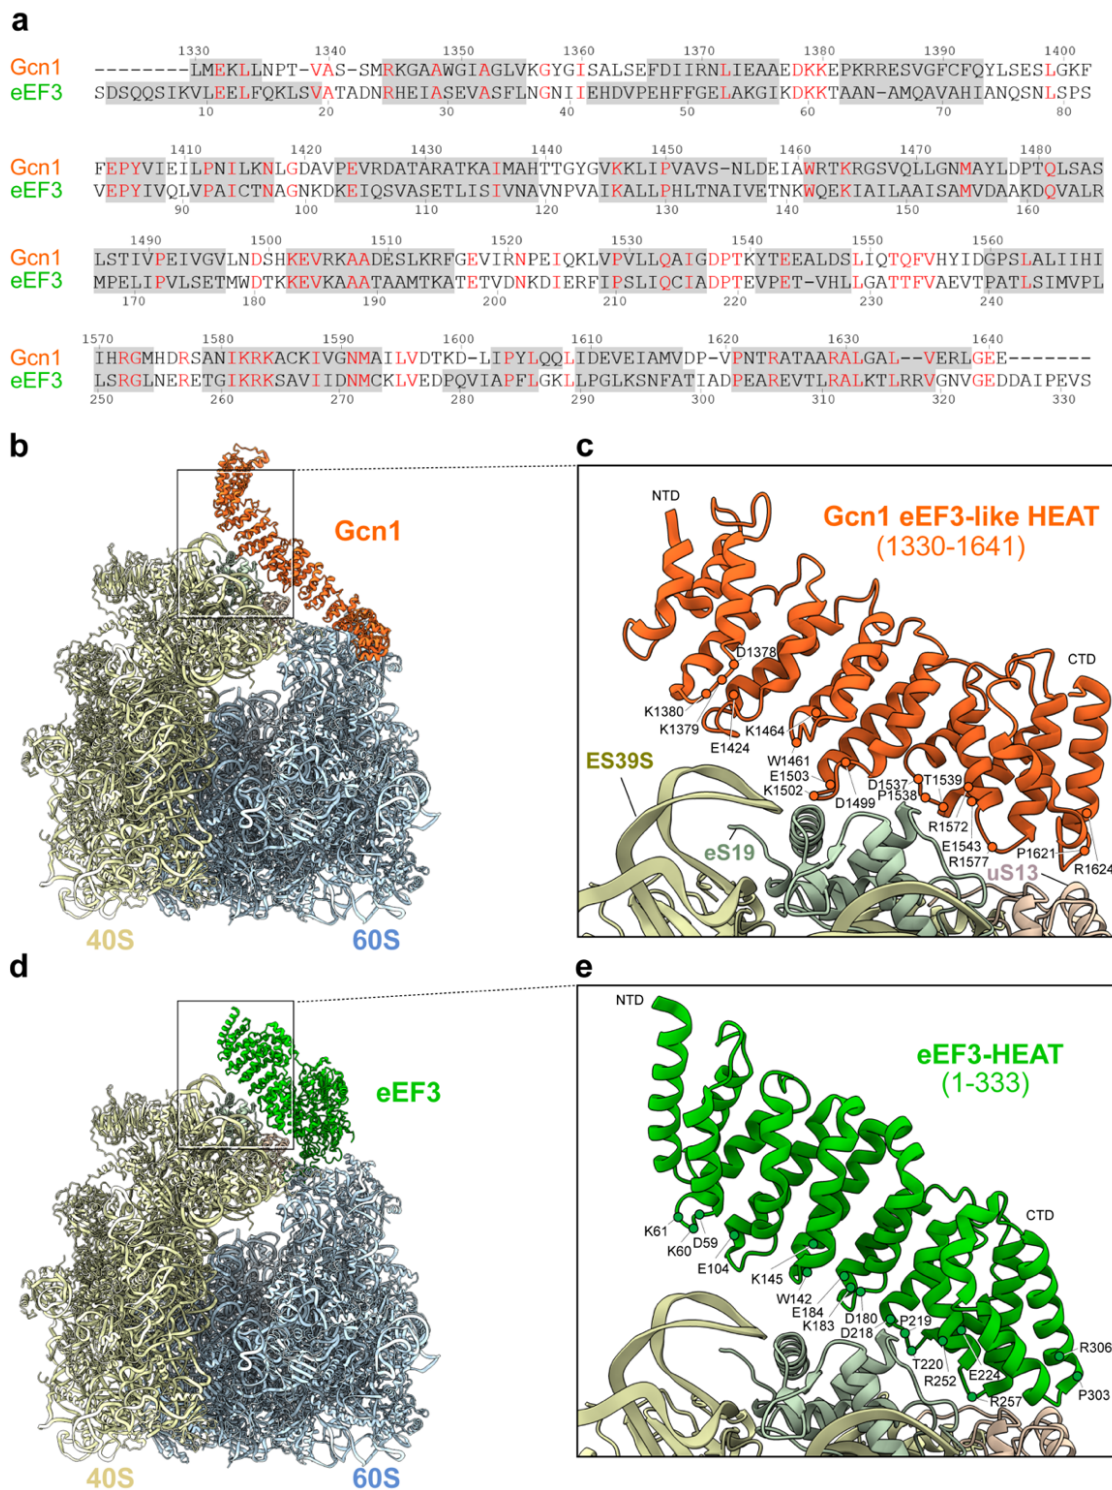 a
1330 1340 1350 1360 1370 1380 1390 1400
Gcn1 --------LMEKLLNPT-VAS-SMRKGAAWGIAGLVKGYGISALSEFDIIRNLIEAAEDKKEPKRRESVGFCFQYLSESLGKF
eEF3 SDSQQSIKVLEELFQKLSVATADNRHEIASEVASFLNGNIIEHDVPEHFFGELAKGIKDKKTAANA-MQAVAHIANQSNLSPS
10 20 30 40 50 60 70 80
1410 1420 1430 1440 1450 1460 1470 1480
Gcn1 FEPYVIEILPNILKNLGDAVPEVRDATARATKAIMAHTTGYGVKKLIPVAVS-NLDEIAWRTKRGSVQLLGNMAYLDPTQLSAS
eEF3 VEPYIVQLVPAICTNAGNKDKEIQSVASETLISIVNAVNPVAIKALLPHLTNAIVETNKWQEKIAILAAISAMVDAAKDQVALR
90 100 110 120 130 140 150 160
1490 1500 1510 1520 1530 1540 1550 1560
Gcn1 LSTIVPEIVGVLNDSHKEVRKAADESLKRFGEVIRNPEIQKLVPVLLQAIGDPTKYTEEALDSLIQTQFVHYIDGPSLALIIHI
eEF3 MPELIPVLSETMWDTKKEVKAAATAAMTKATETVDNKDIERFIPSLIQCIADPTEVPET-VHLLGATTFVAEVTPATLSIMVPL
170 180 190 200 210 220 230 240
1570 1580 1590 1600 1610 1620 1630 1640
Gcn1 IHRGMHDRSANIKRKACKIVGNMAILVDTKD-LIPYLQQLIDEVEIAMVDP-VPNTRATAARALGAL--VERLGEE-------
eEF3 LSRGLNERETGIKRKSAVIIDNMCKLVEDPQVIAPFLGKLLPGLKSNFATIADPEAREVTLRALKTLRRVGNVGEDDAIPEVS
250 260 270 280 290 300 310 320 330
b
Gcn1
40S
60S
c
NTD
Gcn1 eEF3-like HEAT
(1330-1641)
D1378
CTD
K1380
K1379
E1424
K1464
W1461
ES39S
E1503
K1502
D1499
D1537
P1538
T1539
R1572
E1543
R1577
P1621
R1624
eS19
uS13
d
eEF3
40S
60S
e
NTD
eEF3-HEAT
(1-333)
CTD
K61
K60
D59
E104
K145
W142
E184
K183
D180
D218
P219
T220
R252
E224
R257
R306
P303